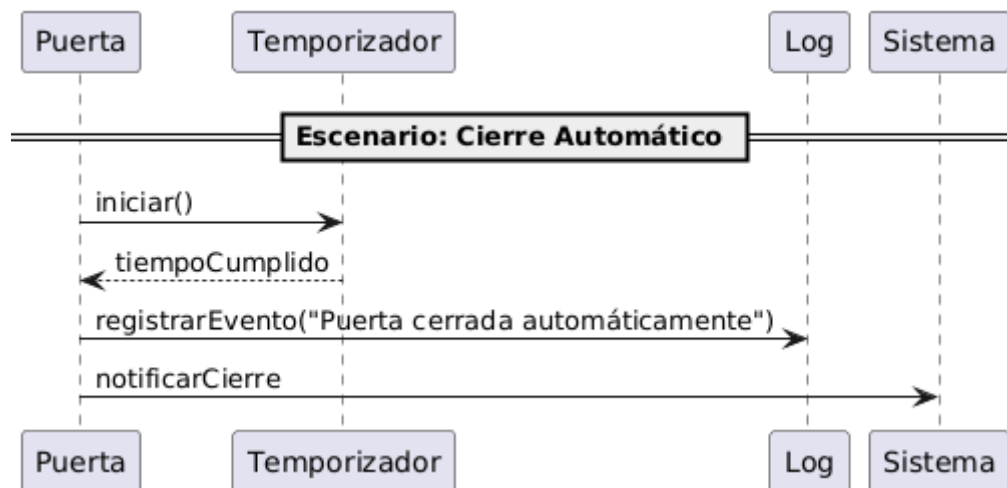 Puerta Temporizador Log Sistema
Escenario: Cierre Automático
iniciar()
tiempoCumplido
registrarEvento("Puerta cerrada automáticamente")
notificarCierre
Puerta Temporizador Log Sistema